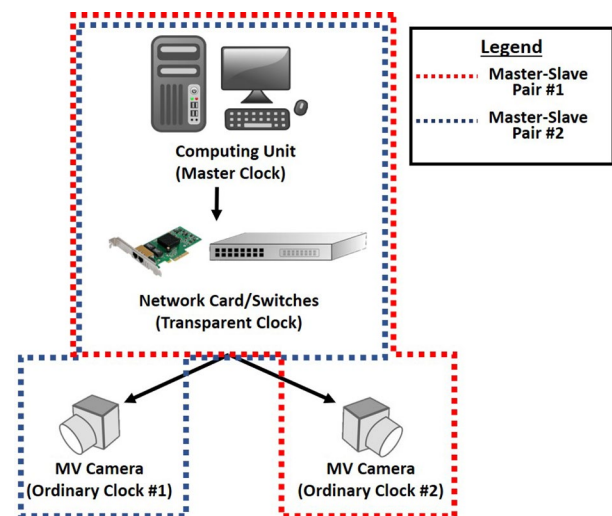 Legend
Master-Slave
Pair #1
Master-Slave
Pair #2
Computing Unit
(Master Clock)
Network Card/Switches
(Transparent Clock)
MV Camera
(Ordinary Clock #1)
MV Camera
(Ordinary Clock #2)